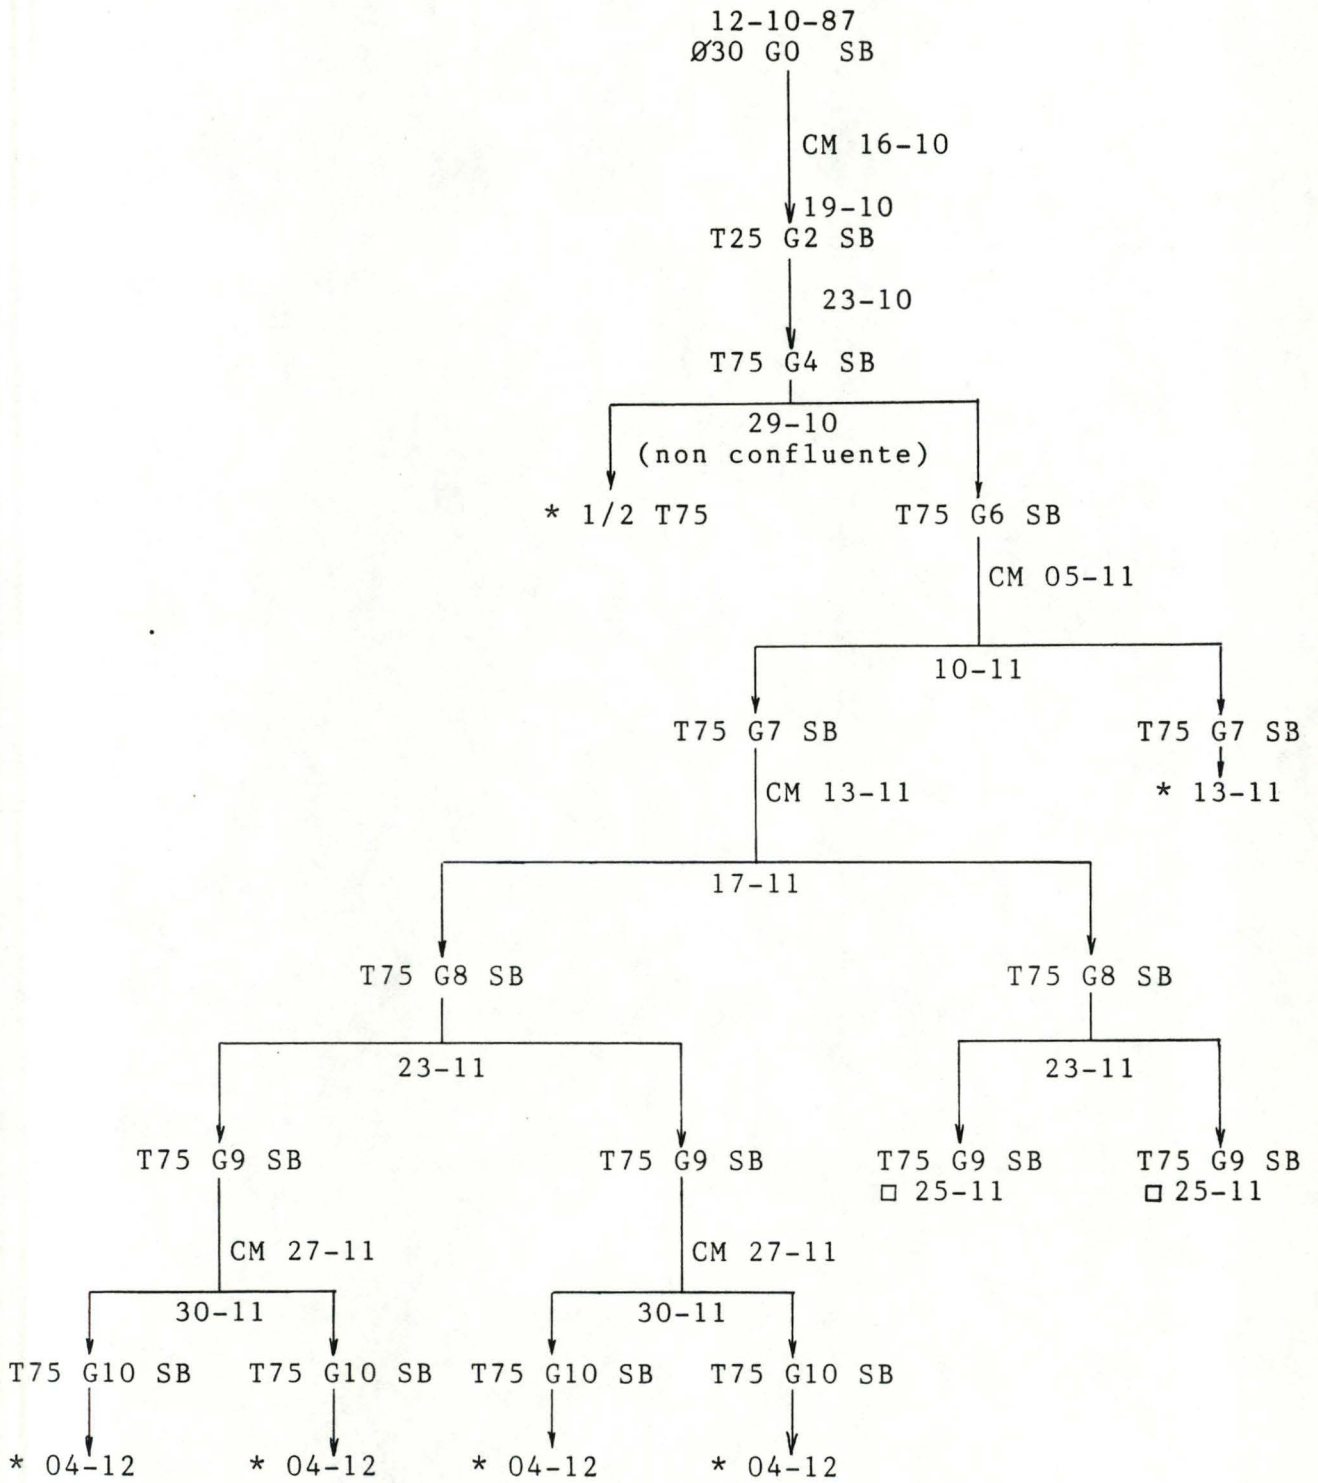 12-10-87
Ø30 G0 SB
CM 16-10
19-10
T25 G2 SB
23-10
T75 G4 SB
29-10
(non confluente)
* 1/2 T75
T75 G6 SB
CM 05-11
10-11
T75 G7 SB
T75 G7 SB
CM 13-11
* 13-11
17-11
T75 G8 SB
T75 G8 SB
23-11
23-11
T75 G9 SB
T75 G9 SB
T75 G9 SB
T75 G9 SB
□ 25-11
□ 25-11
CM 27-11
CM 27-11
30-11
30-11
T75 G10 SB
T75 G10 SB
T75 G10 SB
T75 G10 SB
* 04-12
* 04-12
* 04-12
* 04-12